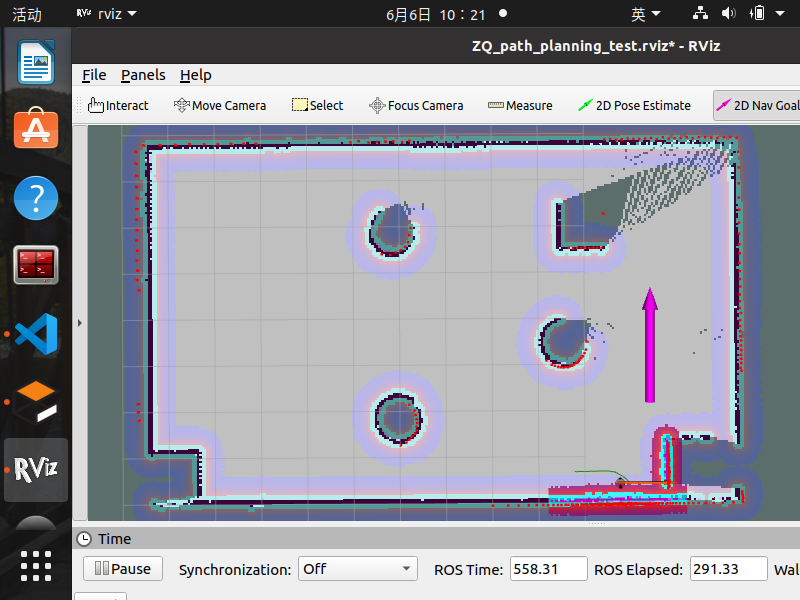 活动 RViz rviz 6月6日 10：21 英
ZQ_path_planning_test.rviz* - RViz
File Panels Help
Interact Move Camera Select Focus Camera Measure 2D Pose Estimate 2D Nav Goal
RViz
Time
Pause Synchronization: Off ROS Time: 558.31 ROS Elapsed: 291.33 Wal